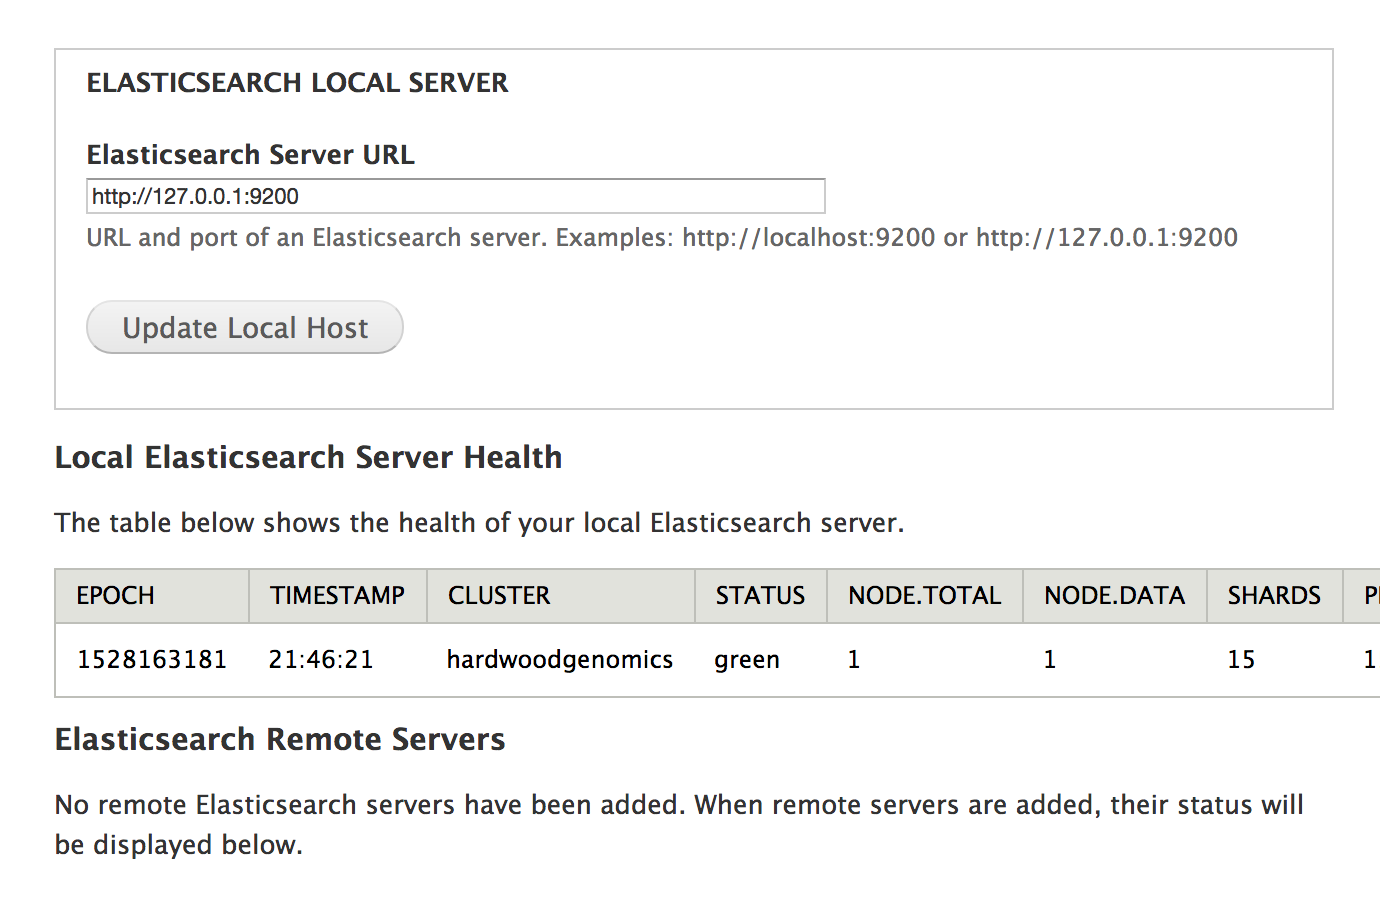 ELASTICSEARCH LOCAL SERVER
Elasticsearch Server URL
http://127.0.0.1:9200
URL and port of an Elasticsearch server. Examples: http://localhost:9200 or http://127.0.0.1:9200
Update Local Host
Local Elasticsearch Server Health
The table below shows the health of your local Elasticsearch server.
EPOCH TIMESTAMP CLUSTER STATUS NODE.TOTAL NODE.DATA SHARDS
1528163181 21:46:21 hardwoodgenomics green 1 1 15 1
Elasticsearch Remote Servers
No remote Elasticsearch servers have been added. When remote servers are added, their status will
be displayed below.